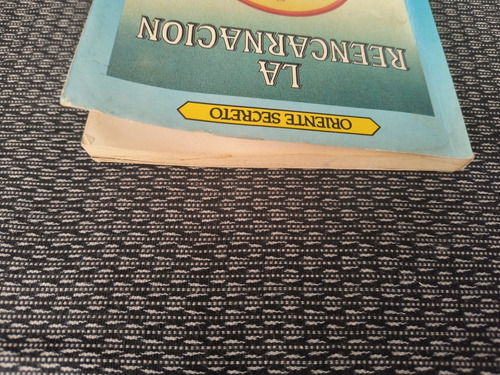 ORIENTE SECRETO
LA
REENCARNACION